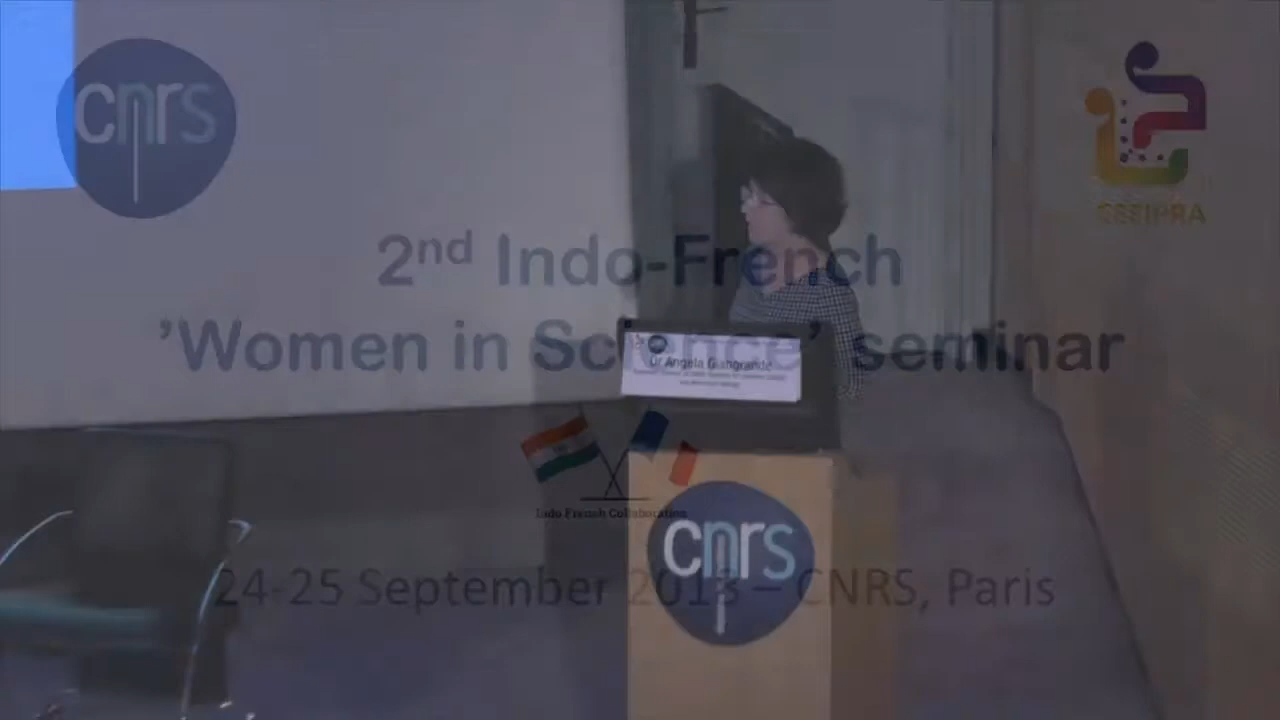 cnrs
CEFIPRA
2nd Indo-French
'Women in Science' seminar
Dr Angela Giangrande
Indo French Collaboration
cnrs
24-25 September 2013 – CNRS, Paris